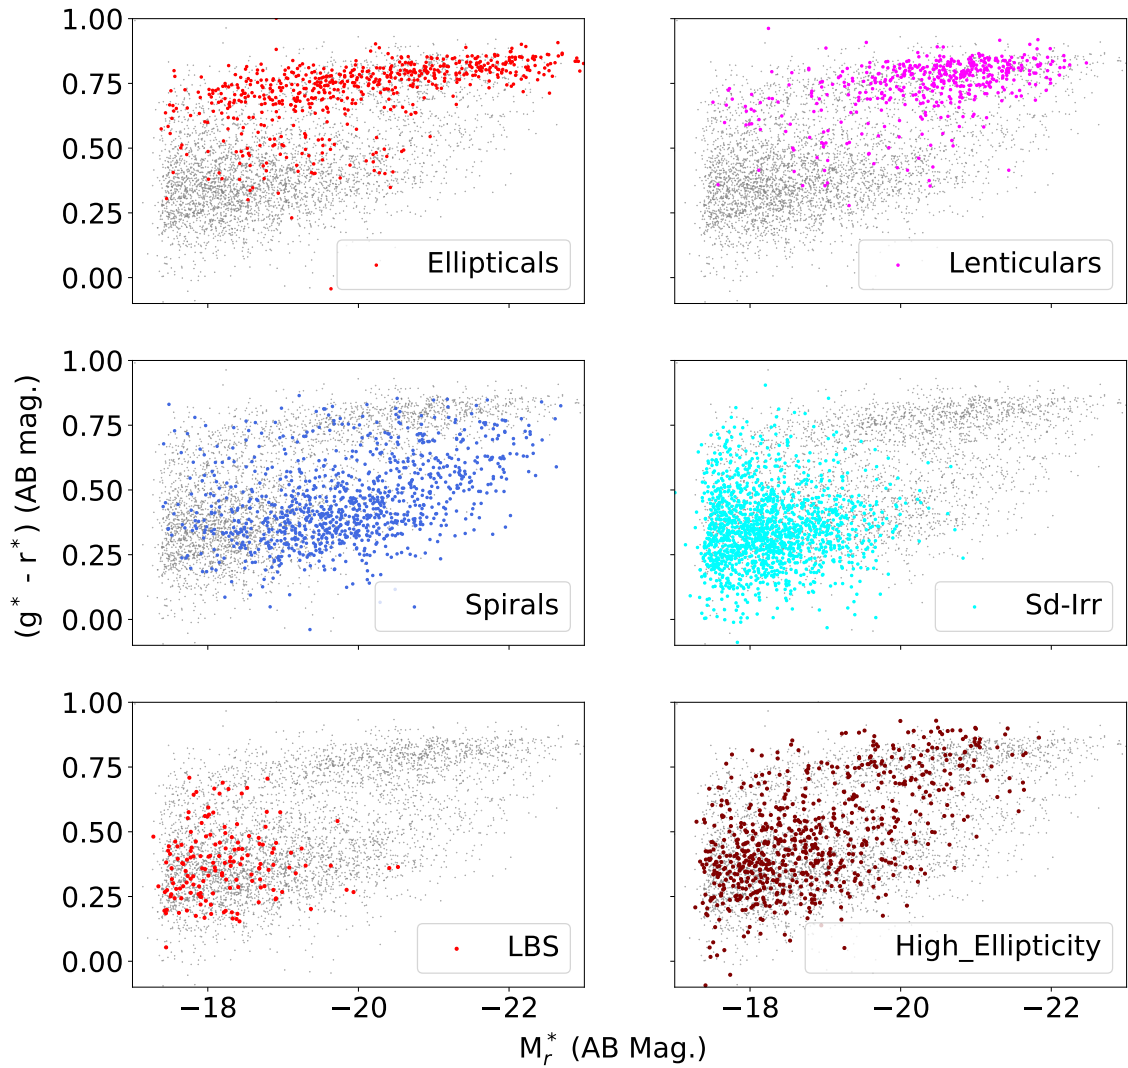 1.00
0.75
0.50
0.25
0.00
Ellipticals
Lenticulars
1.00
0.75
0.50
0.25
0.00
Spirals
Sd-Irr
(g* - r*) (AB mag.)
1.00
0.75
0.50
0.25
0.00
LBS
High_Ellipticity
−18 −20 −22
−18 −20 −22
M*r (AB Mag.)